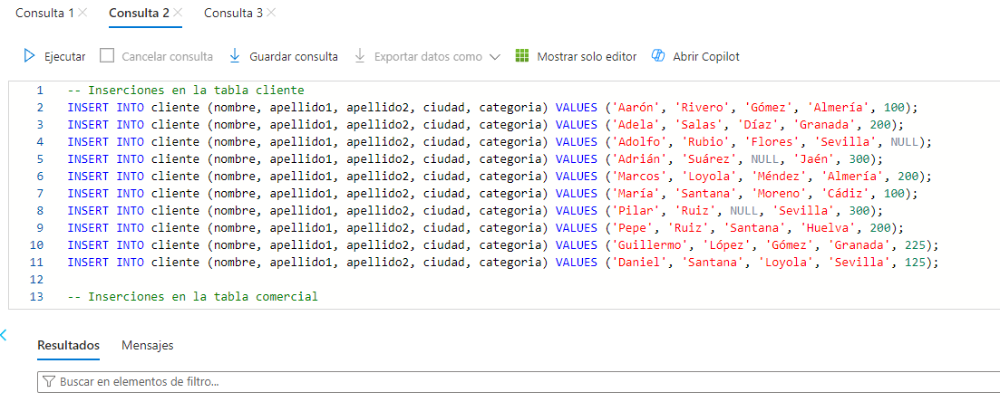 Consulta 1 Consulta 2 Consulta 3
Ejecutar Cancelar consulta Guardar consulta Exportar datos como Mostrar solo editor Abrir Copilot
1 -- Inserciones en la tabla cliente
2 INSERT INTO cliente (nombre, apellido1, apellido2, ciudad, categoria) VALUES ('Aarón', 'Rivero', 'Gómez', 'Almería', 100);
3 INSERT INTO cliente (nombre, apellido1, apellido2, ciudad, categoria) VALUES ('Adela', 'Salas', 'Díaz', 'Granada', 200);
4 INSERT INTO cliente (nombre, apellido1, apellido2, ciudad, categoria) VALUES ('Adolfo', 'Rubio', 'Flores', 'Sevilla', NULL);
5 INSERT INTO cliente (nombre, apellido1, apellido2, ciudad, categoria) VALUES ('Adrián', 'Suárez', NULL, 'Jaén', 300);
6 INSERT INTO cliente (nombre, apellido1, apellido2, ciudad, categoria) VALUES ('Marcos', 'Loyola', 'Méndez', 'Almería', 200);
7 INSERT INTO cliente (nombre, apellido1, apellido2, ciudad, categoria) VALUES ('María', 'Santana', 'Moreno', 'Cádiz', 100);
8 INSERT INTO cliente (nombre, apellido1, apellido2, ciudad, categoria) VALUES ('Pilar', 'Ruiz', NULL, 'Sevilla', 300);
9 INSERT INTO cliente (nombre, apellido1, apellido2, ciudad, categoria) VALUES ('Pepe', 'Ruiz', 'Santana', 'Huelva', 200);
10 INSERT INTO cliente (nombre, apellido1, apellido2, ciudad, categoria) VALUES ('Guillermo', 'López', 'Gómez', 'Granada', 225);
11 INSERT INTO cliente (nombre, apellido1, apellido2, ciudad, categoria) VALUES ('Daniel', 'Santana', 'Loyola', 'Sevilla', 125);
12
13 -- Inserciones en la tabla comercial
Resultados Mensajes
Buscar en elementos de filtro...